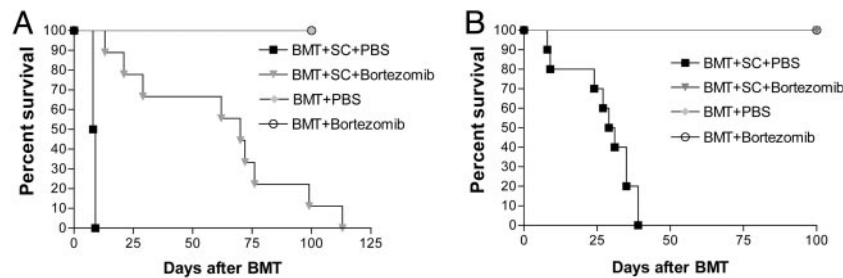 A
Percent survival
100
90
80
70
60
50
40
30
20
10
0
BMT+SC+PBS
BMT+SC+Bortezomib
BMT+PBS
BMT+Bortezomib
0
25
50
75
100
125
Days after BMT
B
Percent survival
100
90
80
70
60
50
40
30
20
10
0
BMT+SC+PBS
BMT+SC+Bortezomib
BMT+PBS
BMT+Bortezomib
0
25
50
75
100
Days after BMT